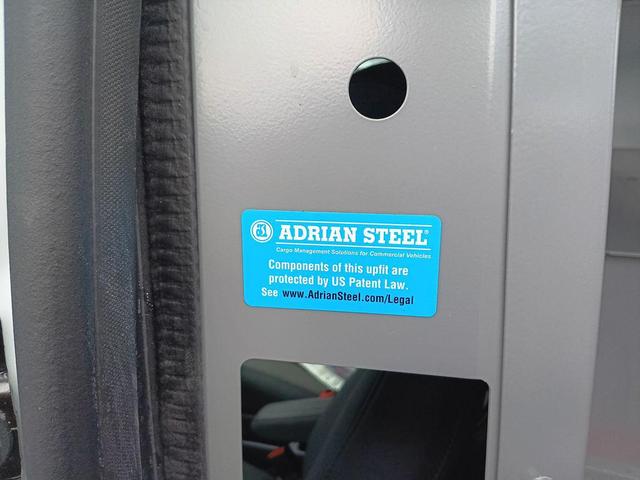 ADRIAN STEEL®
Cargo Management Solutions for Commercial Vehicles
Components of this upfit are
protected by US Patent Law.
See www.AdrianSteel.com/Legal